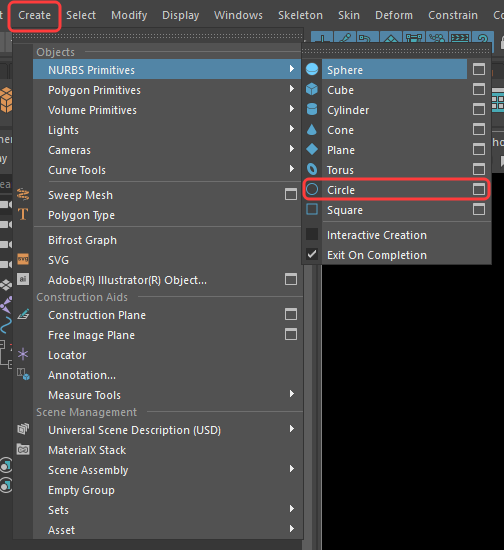 Create Select Modify Display Windows Skeleton Skin Deform Constrain
Objects
NURBS Primitives
Polygon Primitives
Volume Primitives
Lights
Cameras
Curve Tools
Sweep Mesh
Polygon Type
Bifrost Graph
SVG
Adobe(R) Illustrator(R) Object...
Construction Aids
Construction Plane
Free Image Plane
Locator
Annotation...
Measure Tools
Scene Management
Universal Scene Description (USD)
MaterialX Stack
Scene Assembly
Empty Group
Sets
Asset
Sphere
Cube
Cylinder
Cone
Plane
Torus
Circle
Square
Interactive Creation
Exit On Completion